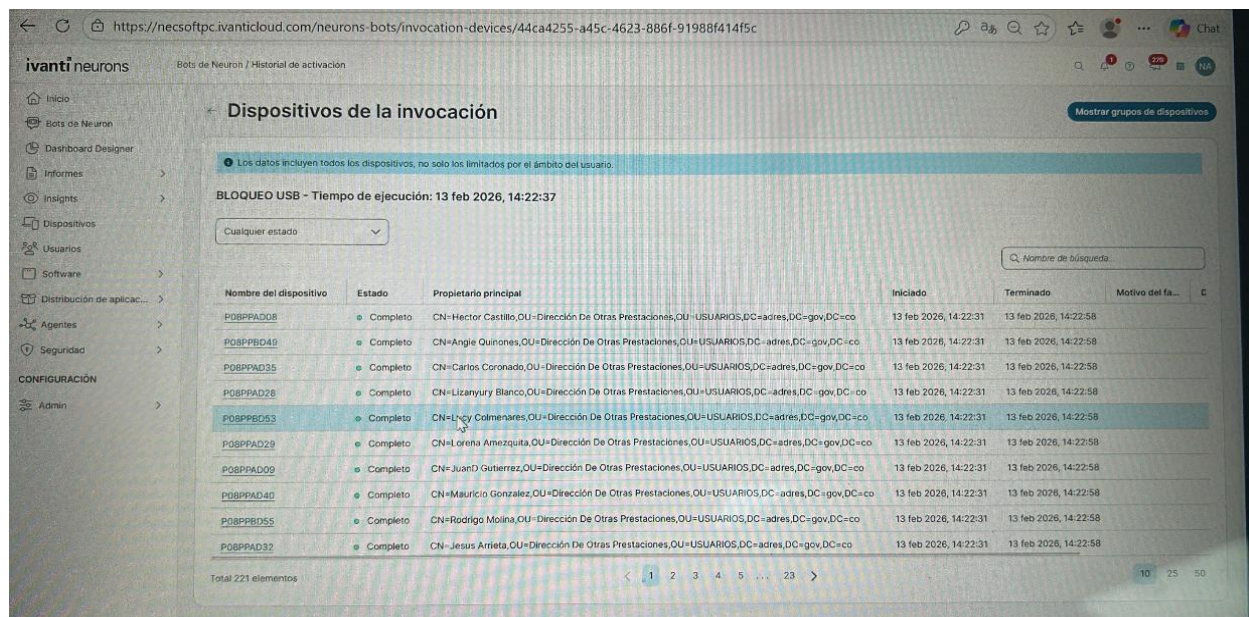 https://necsoftpc.ivanticloud.com/neurons-bots/invocation-devices/44ca4255-a45c-4623-886f-91988f414f5c
Chat
ivanti neurons
Bots de Neuron / Historial de activación
1
279
NA
Inicio
Bots de Neuron
Dashboard Designer
Informes
Insights
Dispositivos
Usuarios
Software
Distribución de aplicac...
Agentes
Seguridad
CONFIGURACIÓN
Admin
Dispositivos de la invocación
Mostrar grupos de dispositivos
Los datos incluyen todos los dispositivos, no solo los limitados por el ámbito del usuario.
BLOQUEO USB - Tiempo de ejecución: 13 feb 2026, 14:22:37
Cualquier estado
Nombre de búsqueda
Nombre del dispositivo Estado Propietario principal Iniciado Terminado Motivo del fa...
P08PPAD08 Completo CN=Hector Castillo,OU=Dirección De Otras Prestaciones,OU=USUARIOS,DC=adres,DC=gov,DC=co 13 feb 2026, 14:22:31 13 feb 2026, 14:22:58
P08PPBD49 Completo CN=Angie Quinones,OU=Dirección De Otras Prestaciones,OU=USUARIOS,DC=adres,DC=gov,DC=co 13 feb 2026, 14:22:31 13 feb 2026, 14:22:58
P08PPAD35 Completo CN=Carlos Coronado,OU=Dirección De Otras Prestaciones,OU=USUARIOS,DC=adres,DC=gov,DC=co 13 feb 2026, 14:22:31 13 feb 2026, 14:22:58
P08PPAD28 Completo CN=Lizanyury Blanco,OU=Dirección De Otras Prestaciones,OU=USUARIOS,DC=adres,DC=gov,DC=co 13 feb 2026, 14:22:31 13 feb 2026, 14:22:58
P08PPBD53 Completo CN=Lucy Colmenares,OU=Dirección De Otras Prestaciones,OU=USUARIOS,DC=adres,DC=gov,DC=co 13 feb 2026, 14:22:31 13 feb 2026, 14:22:58
P08PPAD29 Completo CN=Lorena Amezquita,OU=Dirección De Otras Prestaciones,OU=USUARIOS,DC=adres,DC=gov,DC=co 13 feb 2026, 14:22:31 13 feb 2026, 14:22:58
P08PPAD09 Completo CN=JuanD Gutierrez,OU=Dirección De Otras Prestaciones,OU=USUARIOS,DC=adres,DC=gov,DC=co 13 feb 2026, 14:22:31 13 feb 2026, 14:22:58
P08PPAD40 Completo CN=Mauricio Gonzalez,OU=Dirección De Otras Prestaciones,OU=USUARIOS,DC=adres,DC=gov,DC=co 13 feb 2026, 14:22:31 13 feb 2026, 14:22:58
P08PPBD55 Completo CN=Rodrigo Molina,OU=Dirección De Otras Prestaciones,OU=USUARIOS,DC=adres,DC=gov,DC=co 13 feb 2026, 14:22:31 13 feb 2026, 14:22:58
P08PPAD32 Completo CN=Jesus Arrieta,OU=Dirección De Otras Prestaciones,OU=USUARIOS,DC=adres,DC=gov,DC=co 13 feb 2026, 14:22:31 13 feb 2026, 14:22:58
Total 221 elementos
1 2 3 4 5 ... 23
10 25 50